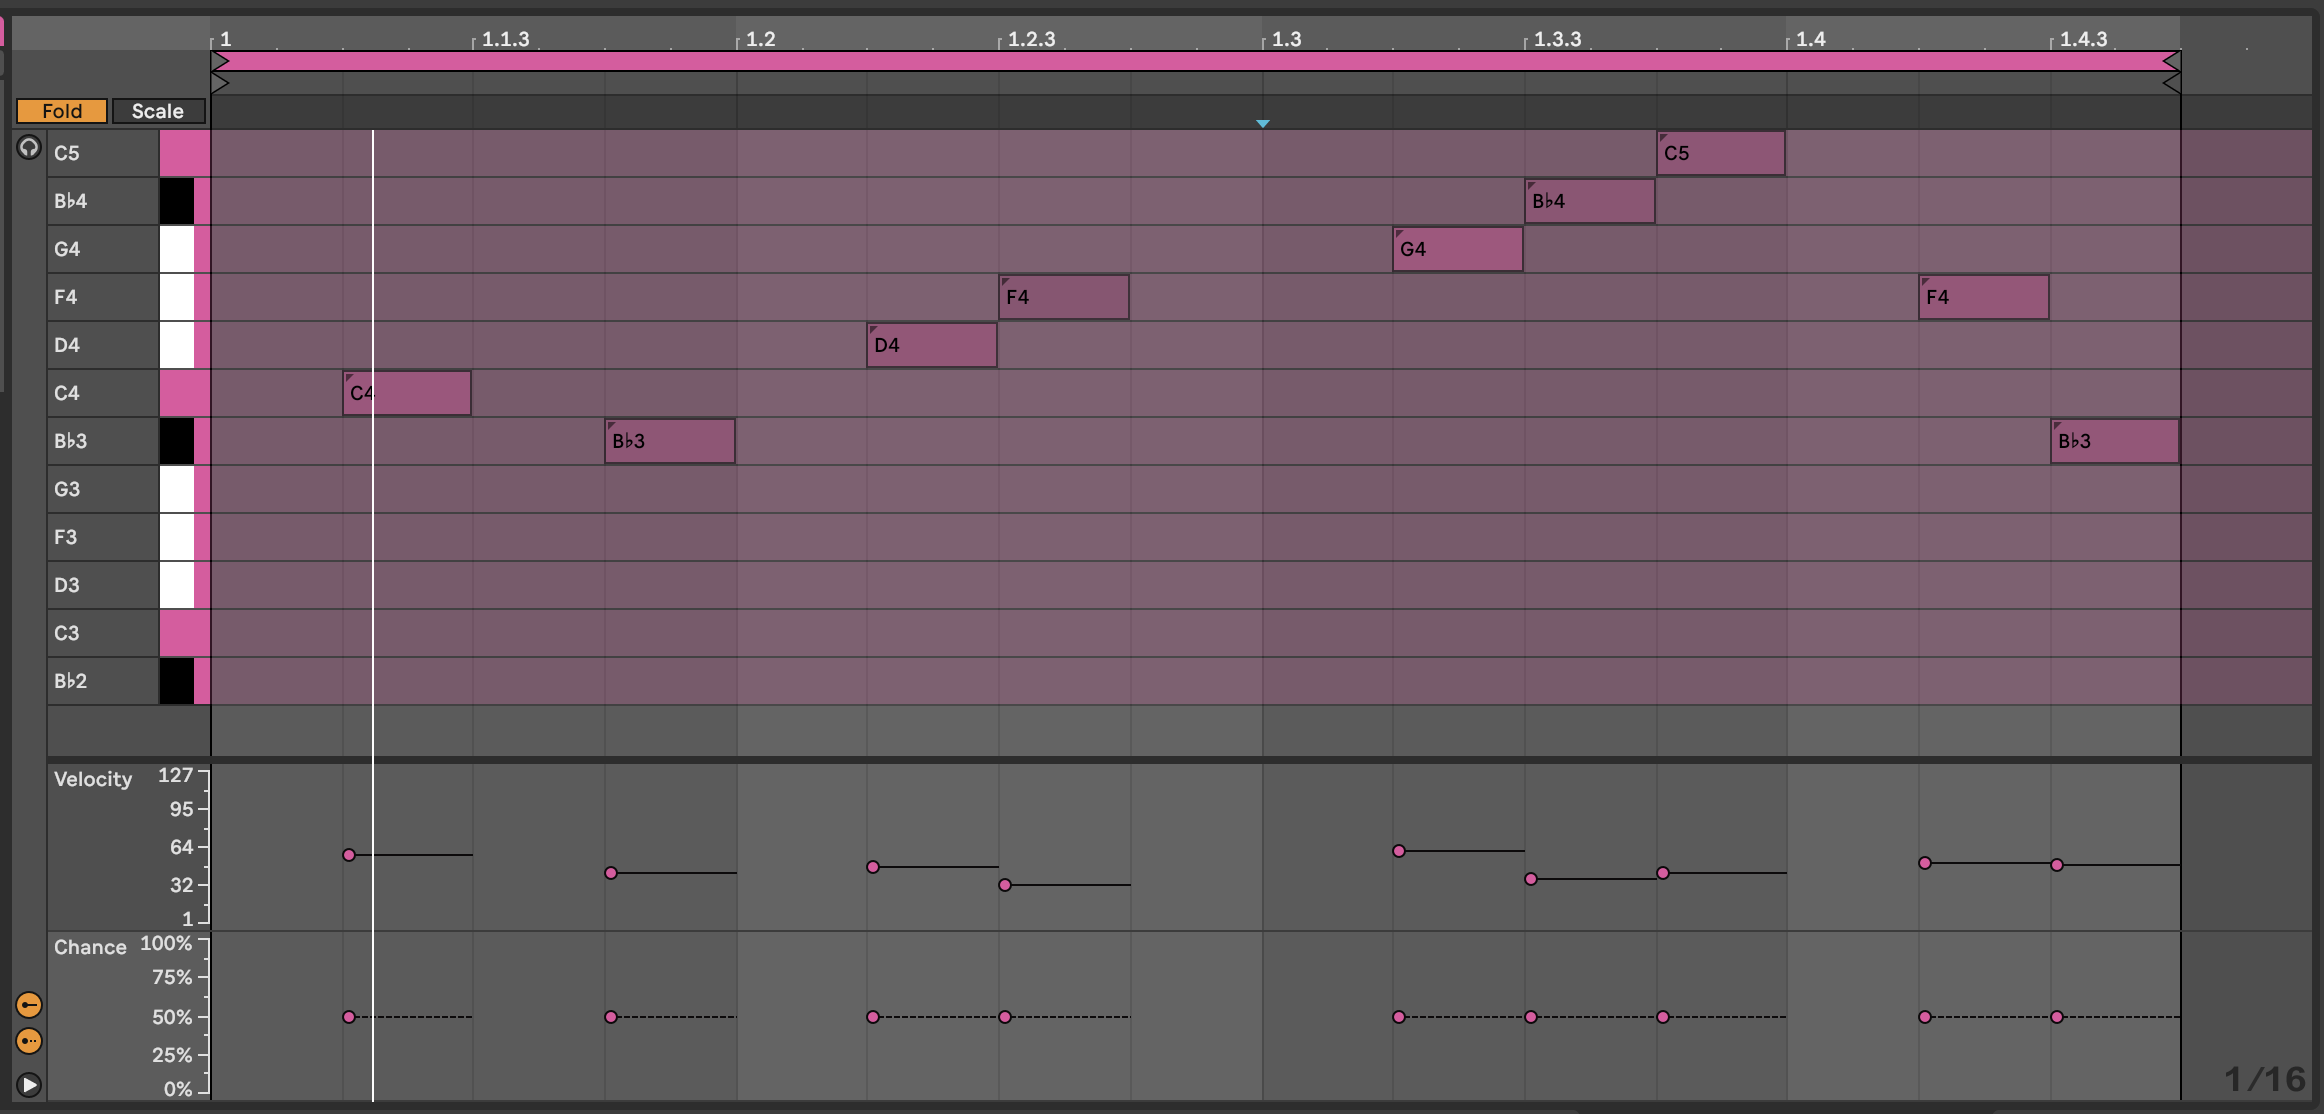 1 1.1.3 1.2 1.2.3 1.3 1.3.3 1.4 1.4.3
Fold Scale
C5 C5
B♭4 B♭4
G4 G4
F4 F4 F4
D4 D4
C4 C4
B♭3 B♭3 B♭3
G3
F3
D3
C3
B♭2
Velocity 127
95
64
32
1
Chance 100%
75%
50%
25%
0%
1/16